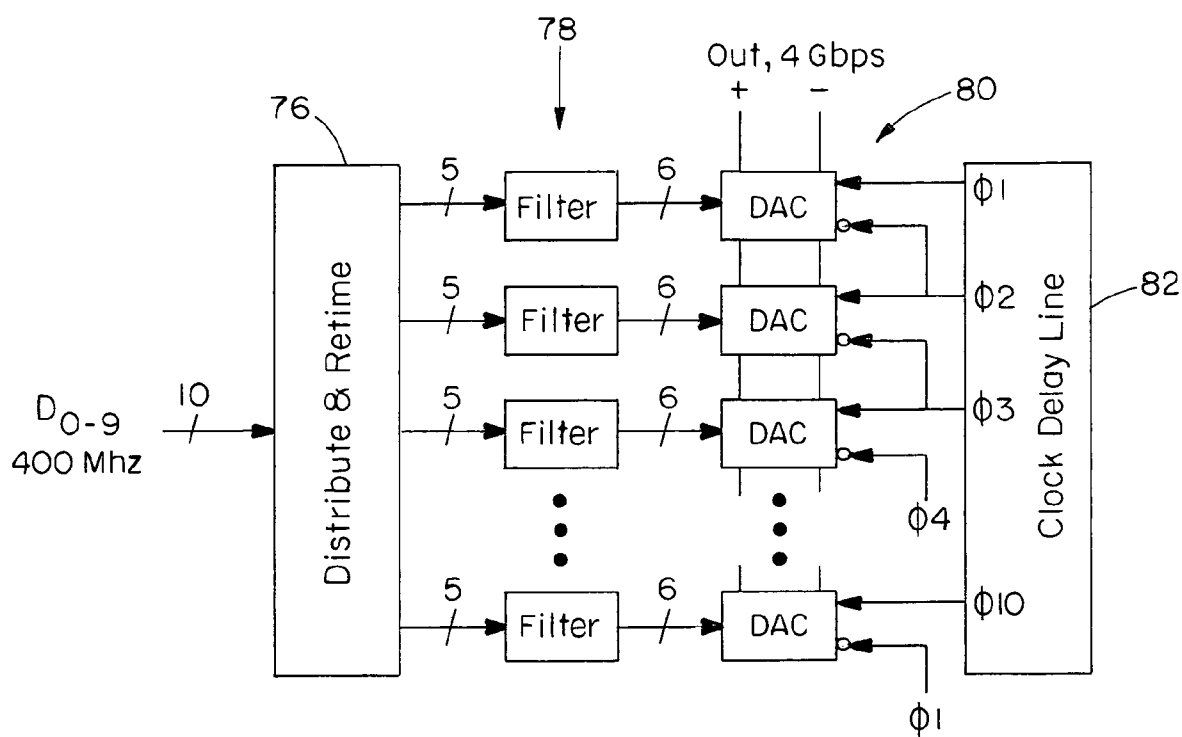 78
Out, 4 Gbps
+ -
80
76
5 Filter 6 DAC ϕ1
5 Filter 6 DAC ϕ2
82
Distribute & Retime
Clock Delay Line
D0-9 10
400 Mhz
5 Filter 6 DAC ϕ3
ϕ4
5 Filter 6 DAC ϕ10
ϕ1